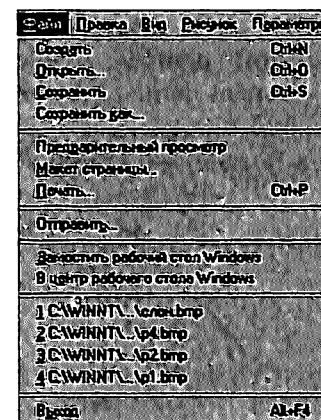 Файл Правка Вид Рисунок Параметры
Создать Ctrl+N
Открыть... Ctrl+O
Сохранить Ctrl+S
Сохранить как...
Предварительный просмотр
Макет страницы...
Печать... Ctrl+P
Отправить...
Замостить рабочий стол Windows
В центр рабочего стола Windows
1 C:\WINNT\...\слон.bmp
2 C:\WINNT\...\p4.bmp
3 C:\WINNT\...\p2.bmp
4 C:\WINNT\...\p1.bmp
Выход Alt+F4